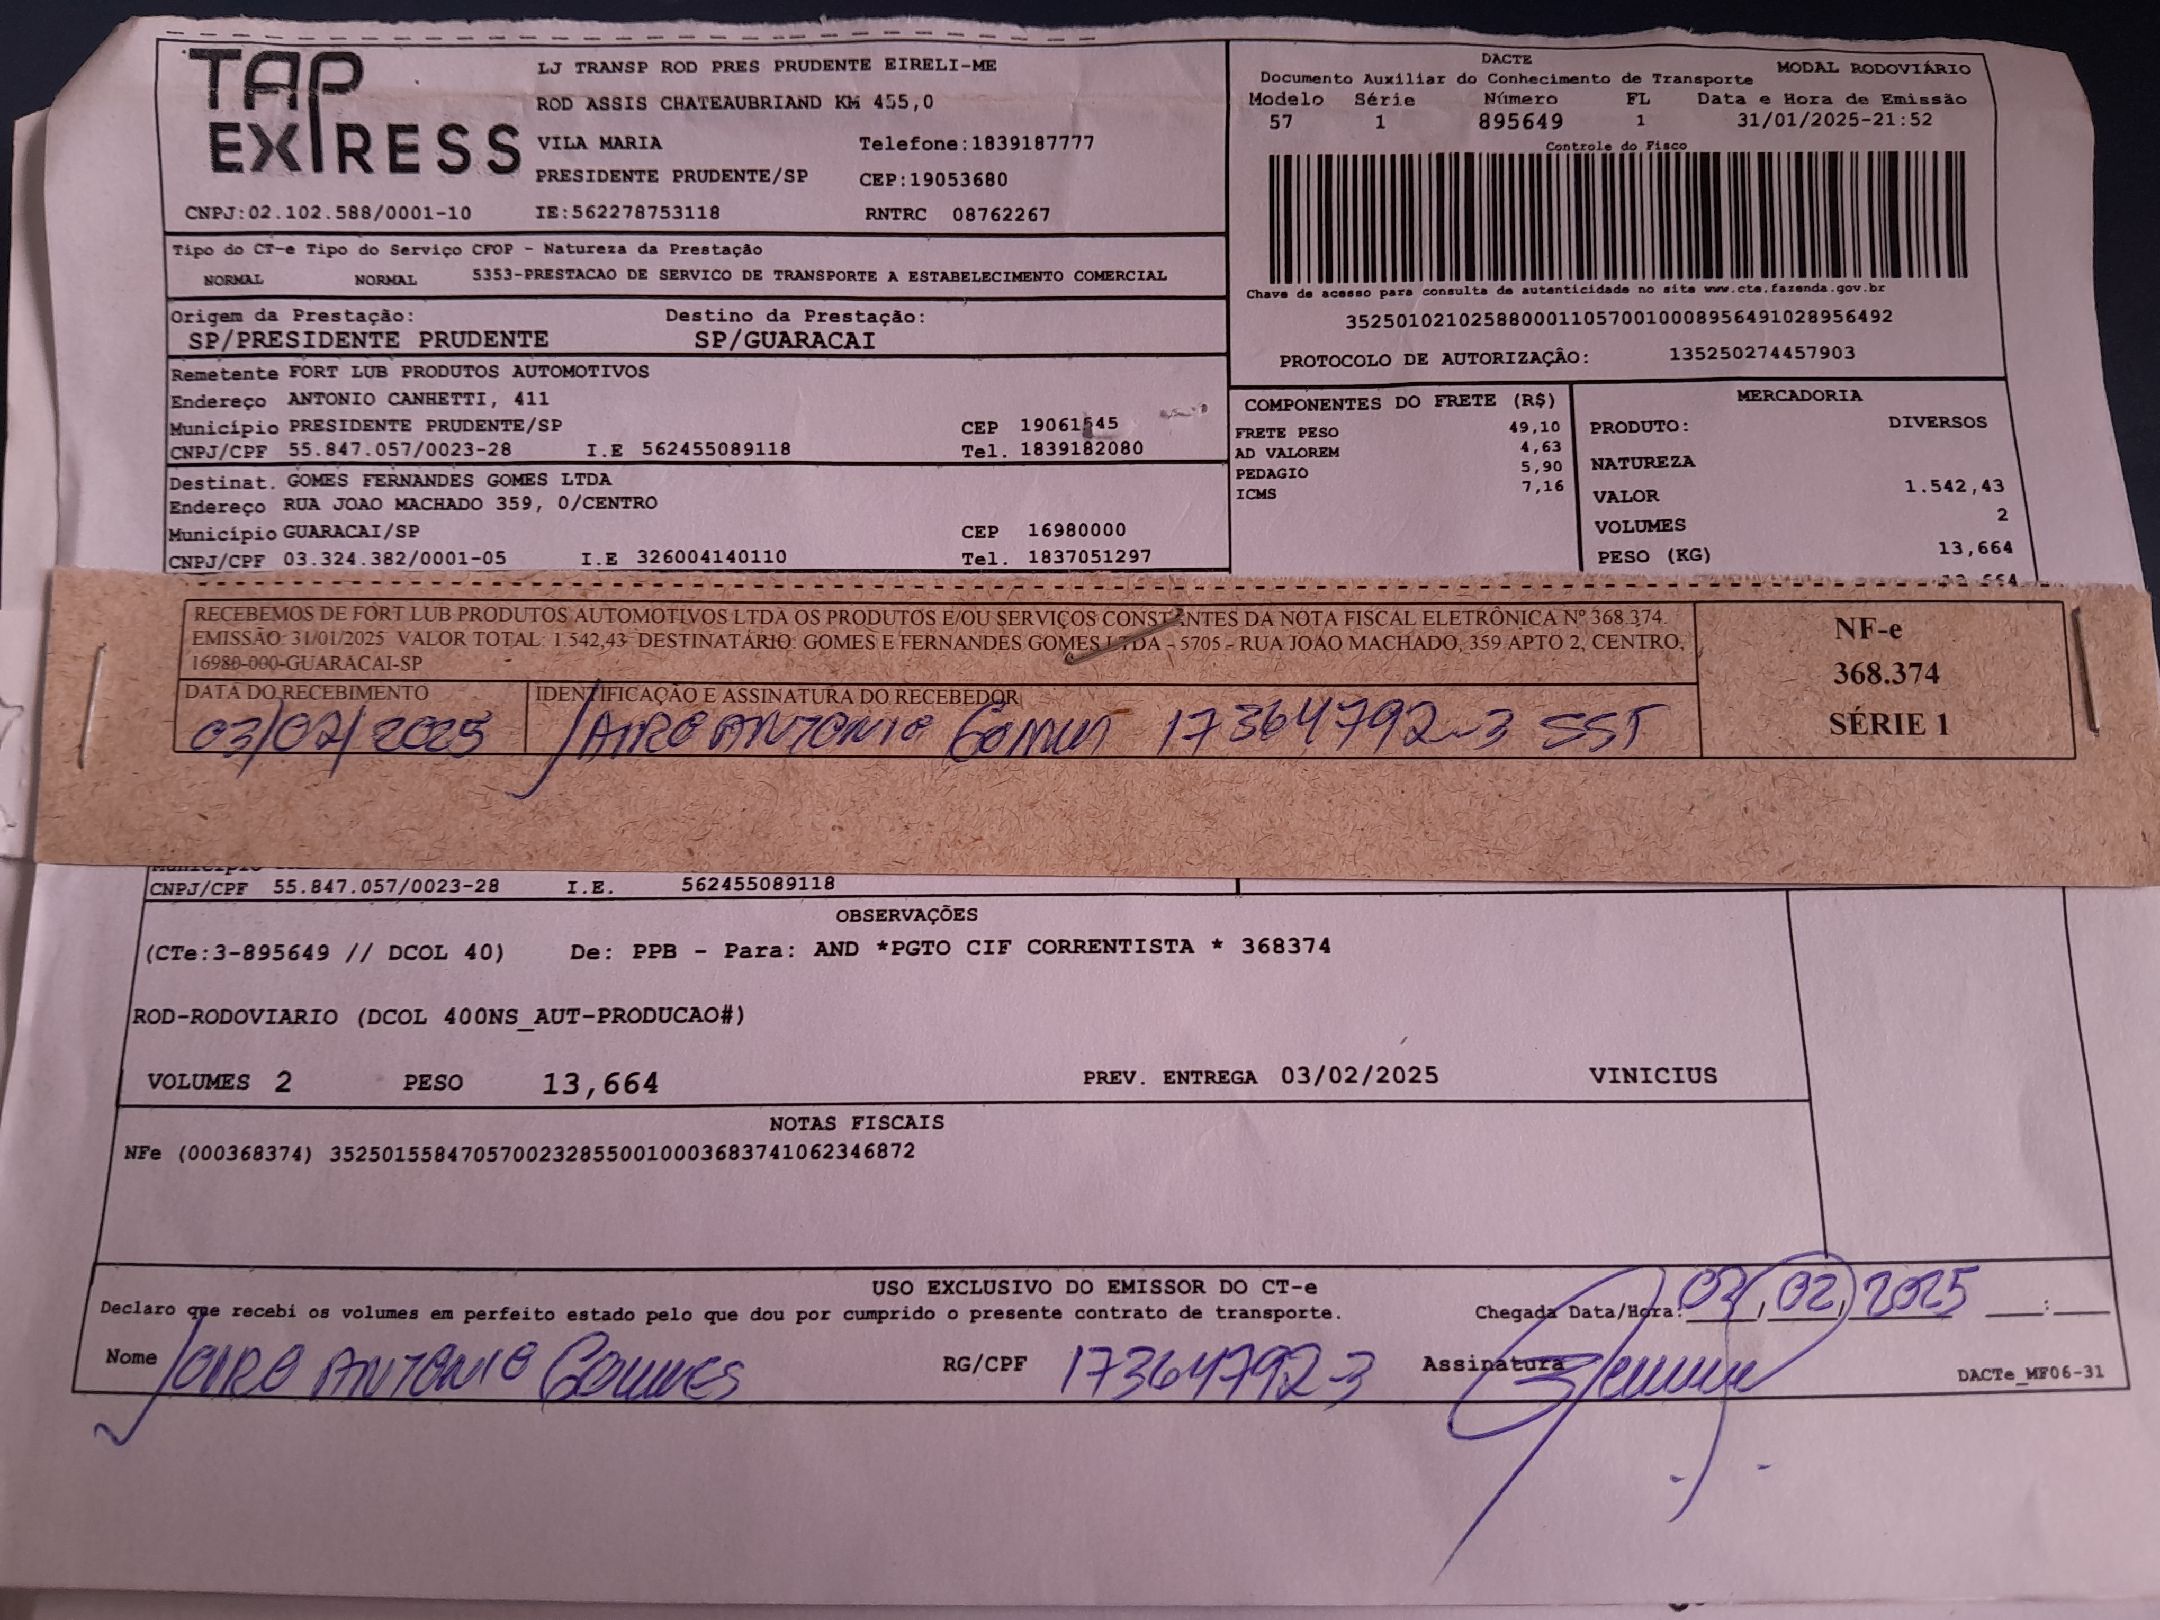 TAP EXPRESS
LJ TRANSP ROD PRES PRUDENTE EIRELI-ME
ROD ASSIS CHATEAUBRIAND KM 455,0
VILA MARIA Telefone:1839187777
PRESIDENTE PRUDENTE/SP CEP:19053680
CNPJ:02.102.588/0001-10 IE:562278753118 RNTRC 08762267
DACTE
Documento Auxiliar do Conhecimento de Transporte MODAL RODOVIÁRIO
Modelo Série Número FL Data e Hora de Emissão
57 1 895649 1 31/01/2025-21:52
Controle do Fisco
Chave de acesso para consulta de autenticidade no site www.cte.fazenda.gov.br
35250102102588000110570010008956491028956492
PROTOCOLO DE AUTORIZAÇÃO: 135250274457903
Tipo do CT-e Tipo do Serviço CFOP - Natureza da Prestação
NORMAL NORMAL 5353-PRESTACAO DE SERVICO DE TRANSPORTE A ESTABELECIMENTO COMERCIAL
Origem da Prestação: Destino da Prestação:
SP/PRESIDENTE PRUDENTE SP/GUARACAI
Remetente FORT LUB PRODUTOS AUTOMOTIVOS
Endereço ANTONIO CANHETTI, 411
Município PRESIDENTE PRUDENTE/SP CEP 19061545
CNPJ/CPF 55.847.057/0023-28 I.E 562455089118 Tel. 1839182080
Destinat. GOMES FERNANDES GOMES LTDA
Endereço RUA JOAO MACHADO 359, 0/CENTRO
Município GUARACAI/SP CEP 16980000
CNPJ/CPF 03.324.382/0001-05 I.E 326004140110 Tel. 1837051297
COMPONENTES DO FRETE (R$)
FRETE PESO 49,10
AD VALOREM 4,63
PEDAGIO 5,90
ICMS 7,16
MERCADORIA
PRODUTO: DIVERSOS
NATUREZA
VALOR 1.542,43
VOLUMES 2
PESO (KG) 13,664
13,664
RECEBEMOS DE FORT LUB PRODUTOS AUTOMOTIVOS LTDA OS PRODUTOS E/OU SERVIÇOS CONSTANTES DA NOTA FISCAL ELETRÔNICA Nº 368.374.
EMISSÃO: 31/01/2025 VALOR TOTAL: 1.542,43 DESTINATÁRIO: GOMES E FERNANDES GOMES LTDA - 5705 - RUA JOAO MACHADO, 359 APTO 2, CENTRO,
16980-000-GUARACAI-SP
DATA DO RECEBIMENTO IDENTIFICAÇÃO E ASSINATURA DO RECEBEDOR
03/02/2025 JAIRO ANTONIO Gomes 17364792-3 SST
NF-e
368.374
SÉRIE 1
Município
CNPJ/CPF 55.847.057/0023-28 I.E. 562455089118
OBSERVAÇÕES
(CTe:3-895649 // DCOL 40) De: PPB - Para: AND *PGTO CIF CORRENTISTA * 368374
ROD-RODOVIARIO (DCOL 400NS_AUT-PRODUCAO#)
VOLUMES 2 PESO 13,664 PREV. ENTREGA 03/02/2025 VINICIUS
NOTAS FISCAIS
NFe (000368374) 35250155847057002328550010003683741062346872
USO EXCLUSIVO DO EMISSOR DO CT-e
Declaro que recebi os volumes em perfeito estado pelo que dou por cumprido o presente contrato de transporte. Chegada Data/Hora: 03/02/2025 ___:___
Nome JAIRO ANTONIO GOMES RG/CPF 17364792-3 Assinatura
DACTe_MF06-31